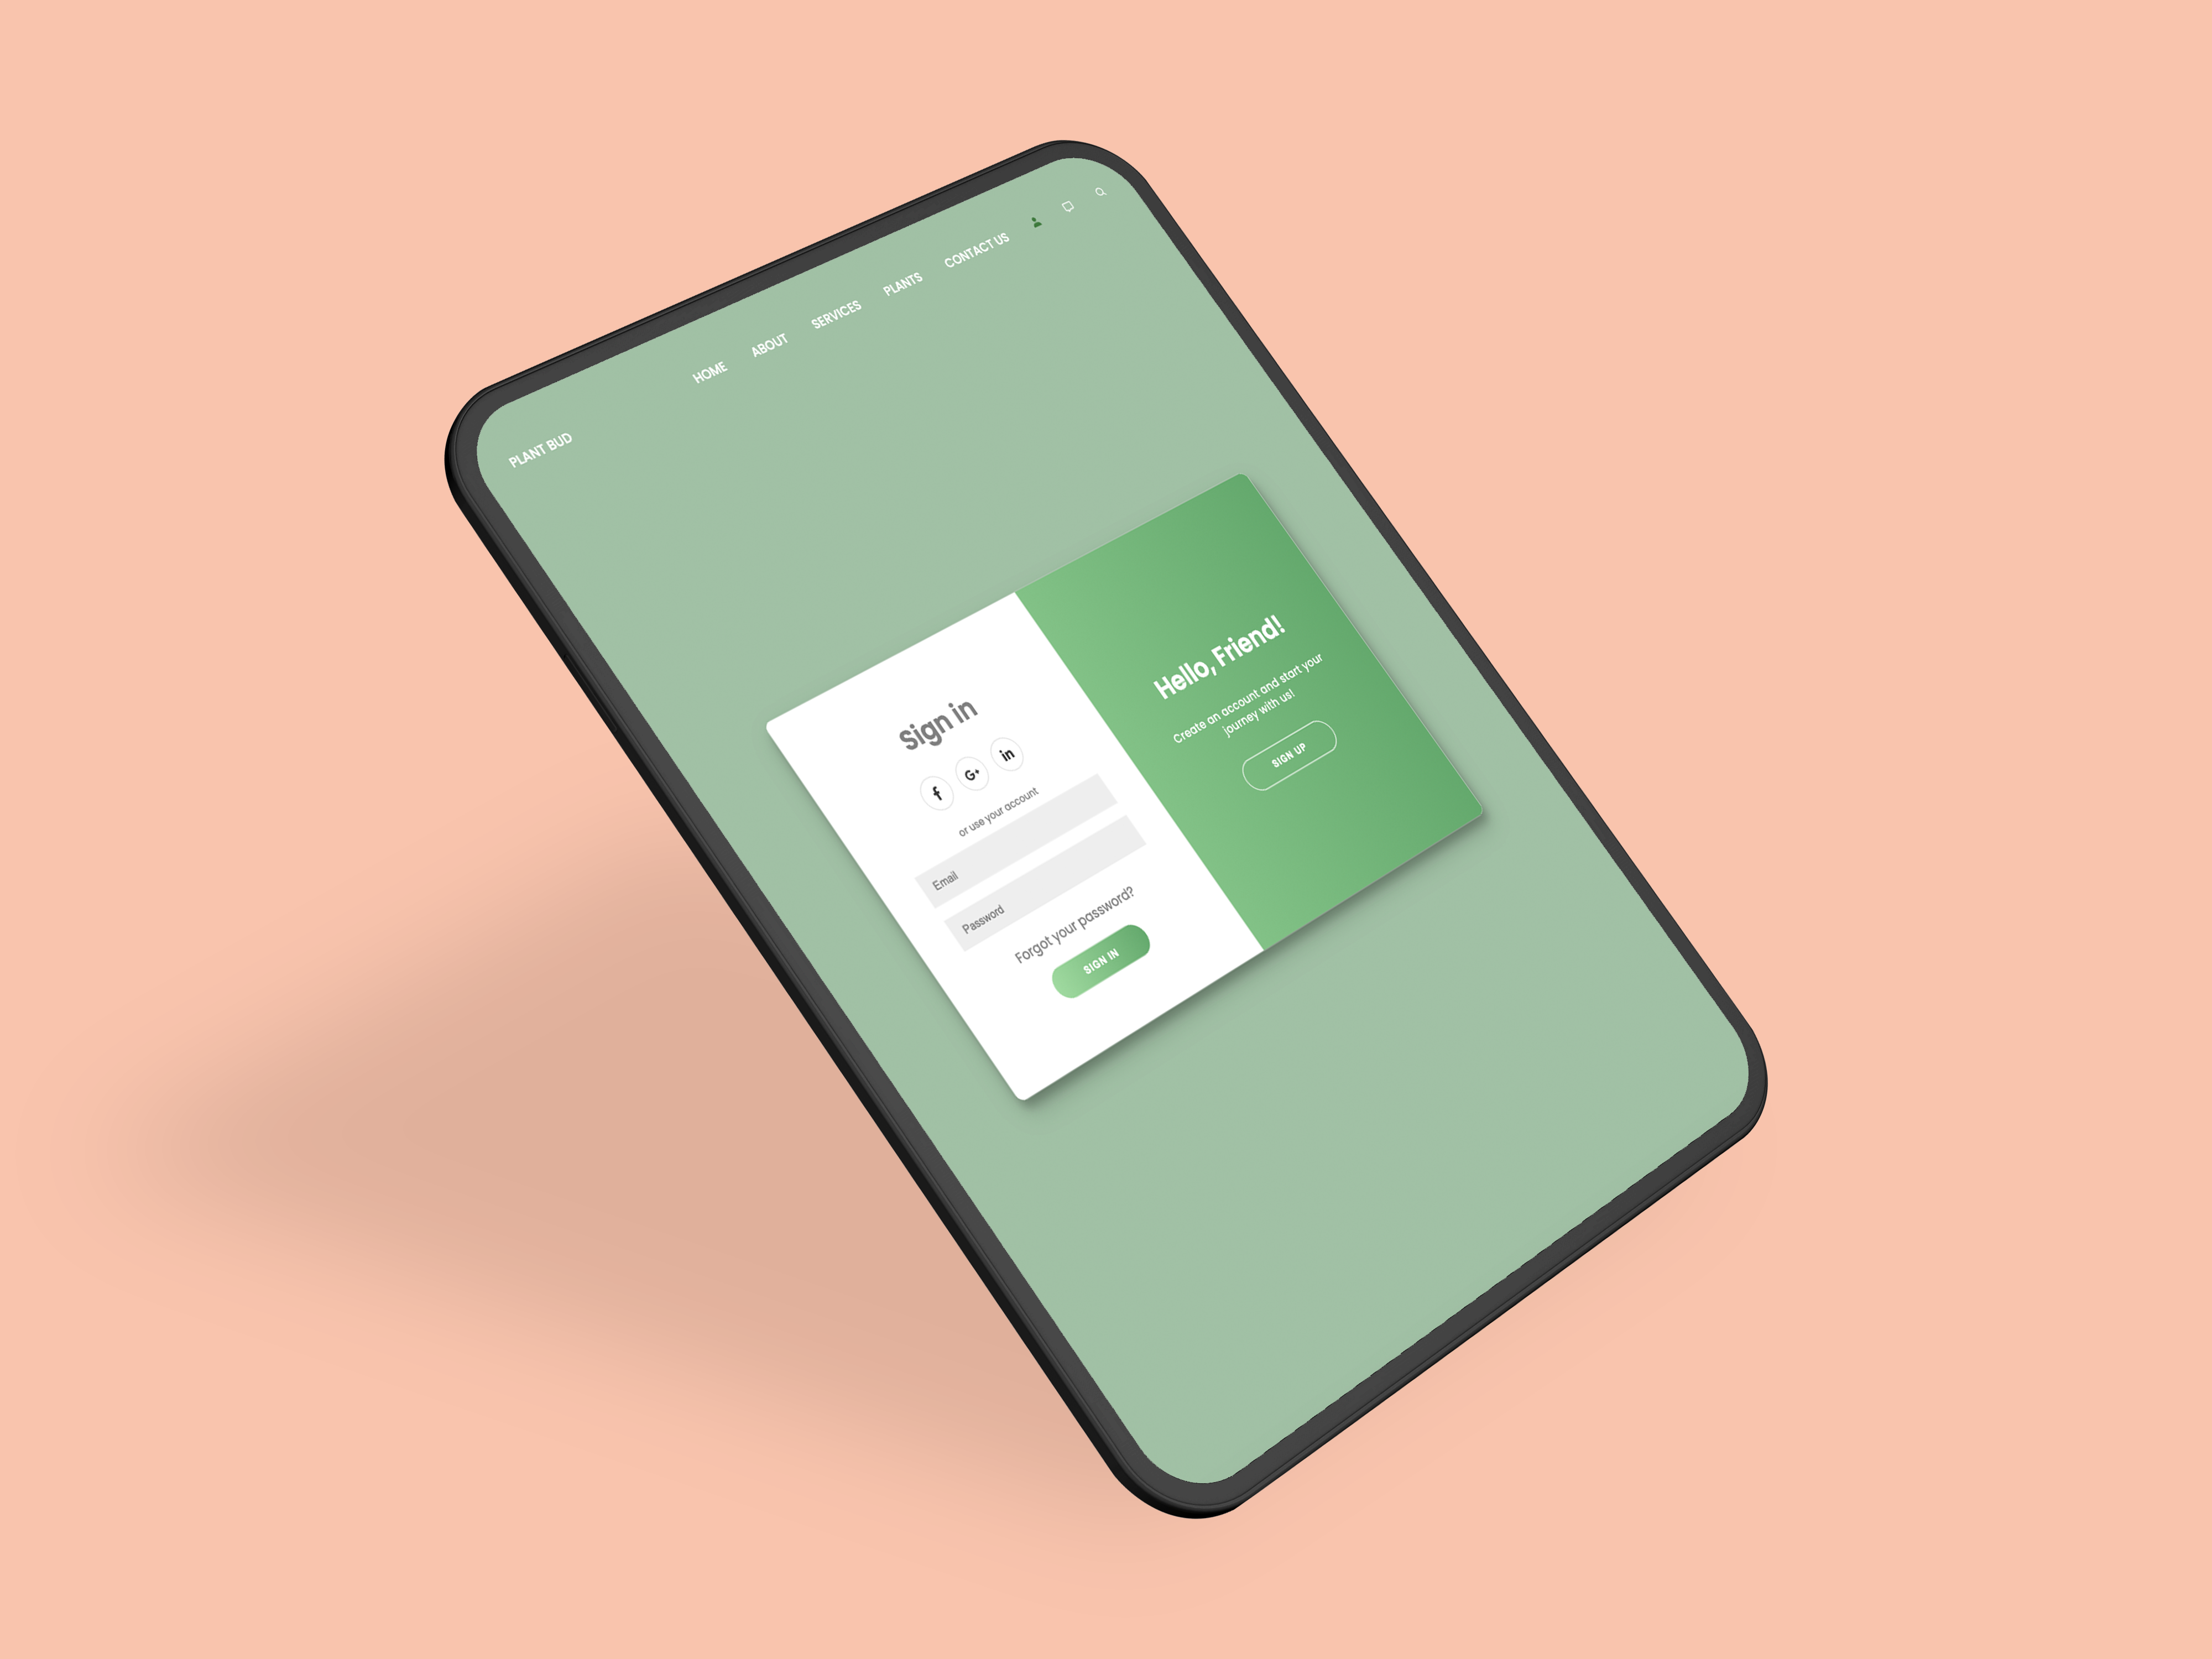 PLANT BUD
HOME
ABOUT
SERVICES
PLANTS
CONTACT US
Sign in
f
G+
in
or use your account
Email
Password
Forgot your password?
SIGN IN
Hello, Friend!
Create an account and start your
journey with us!
SIGN UP